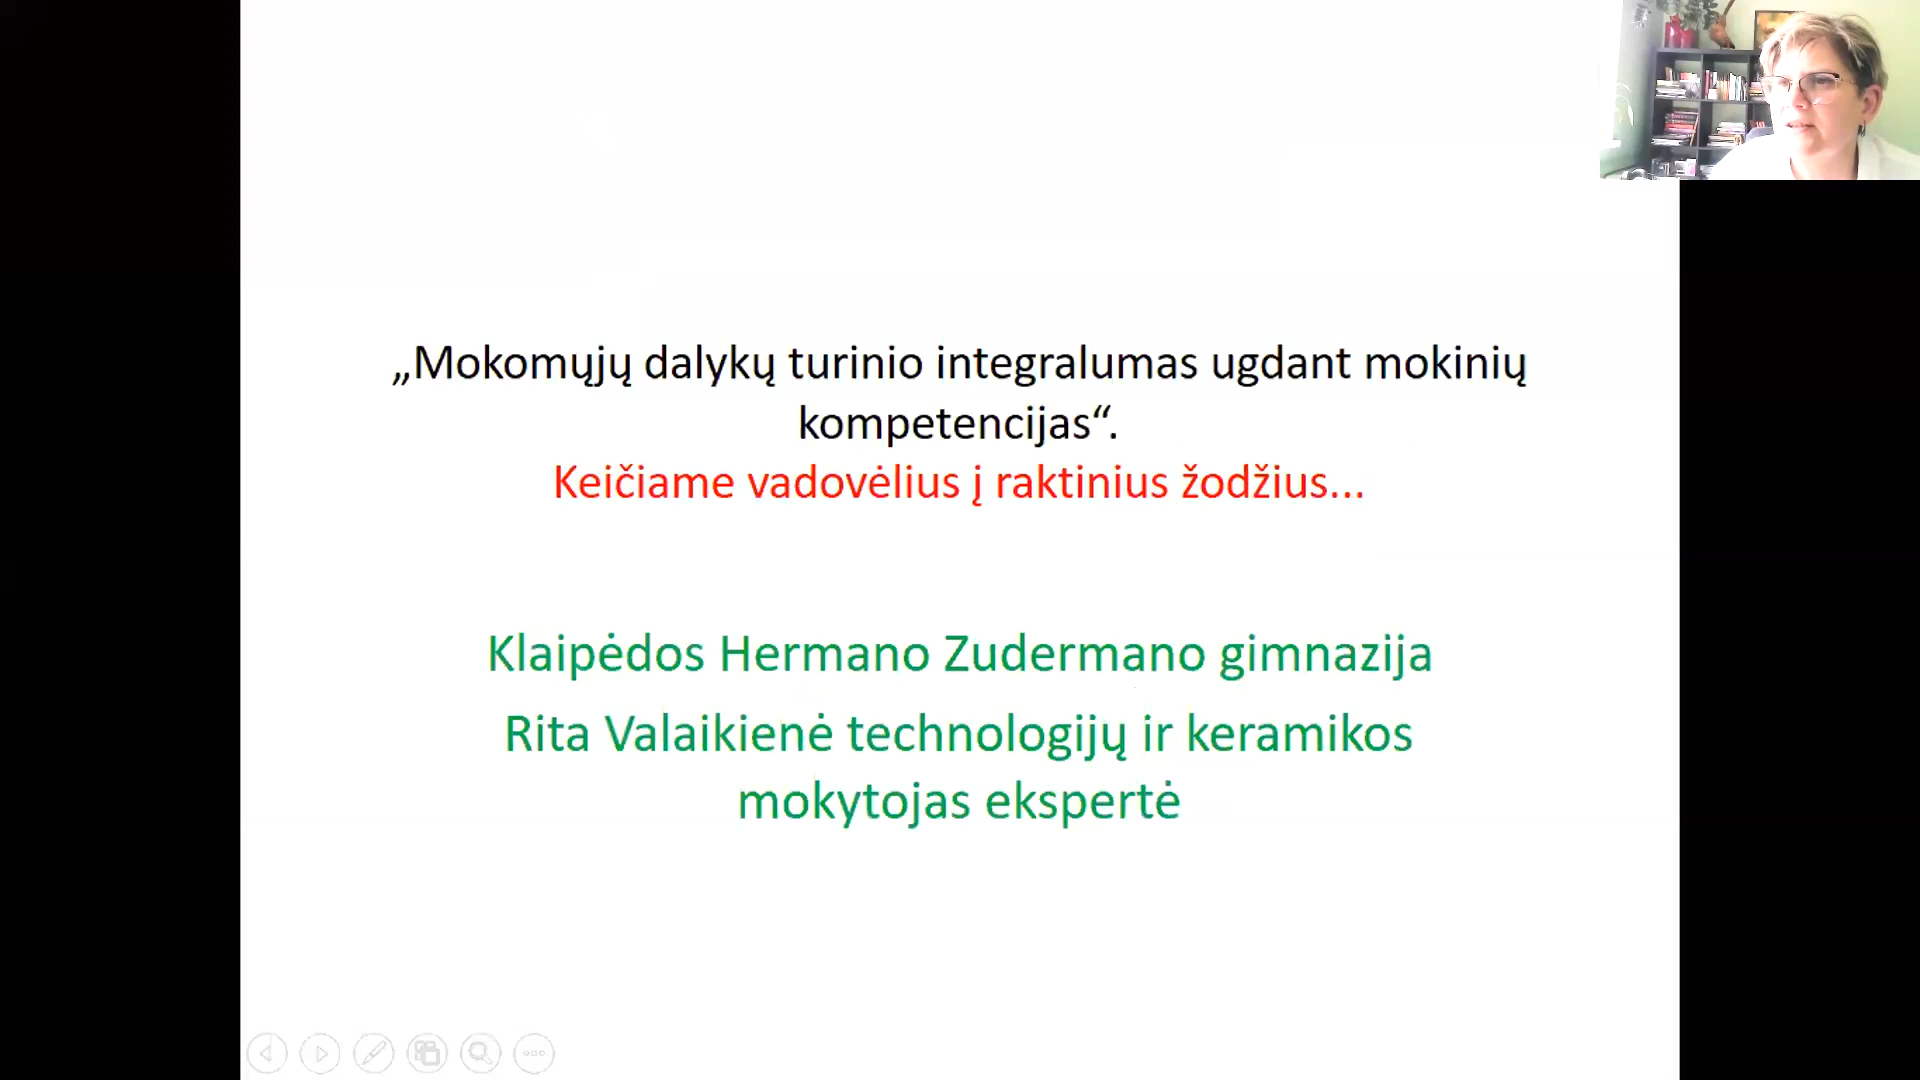 „Mokomųjų dalykų turinio integralumas ugdant mokinių
kompetencijas“.
Keičiame vadovėlius į raktinius žodžius...
Klaipėdos Hermano Zudermano gimnazija
Rita Valaikienė technologijų ir keramikos
mokytojas ekspertė